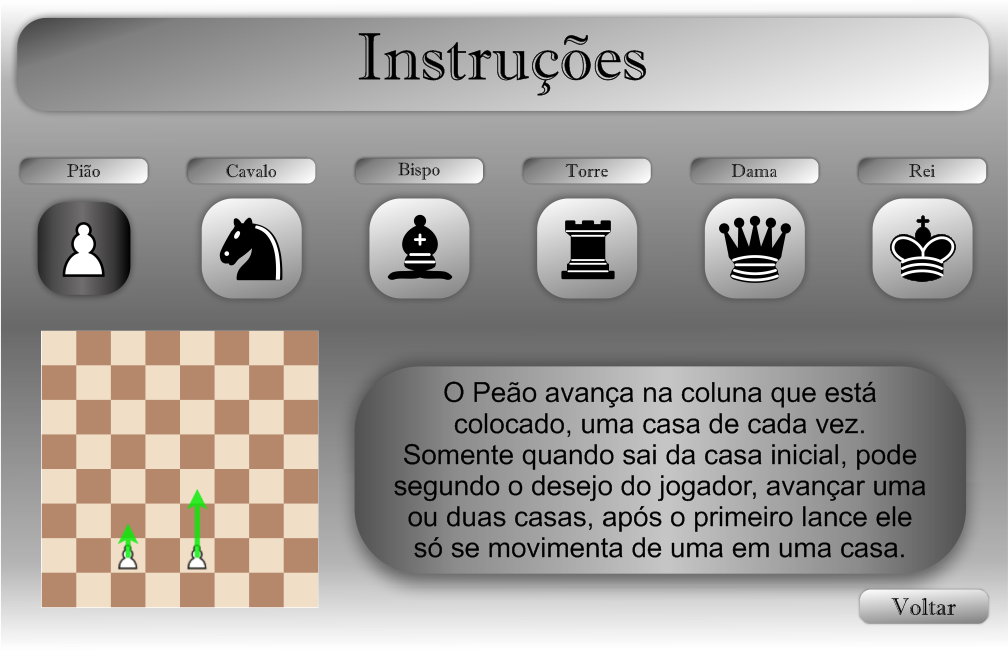 Instruções
Pião
Cavalo
Bispo
Torre
Dama
Rei
O Peão avança na coluna que está
colocado, uma casa de cada vez.
Somente quando sai da casa inicial, pode
segundo o desejo do jogador, avançar uma
ou duas casas, após o primeiro lance ele
só se movimenta de uma em uma casa.
Voltar